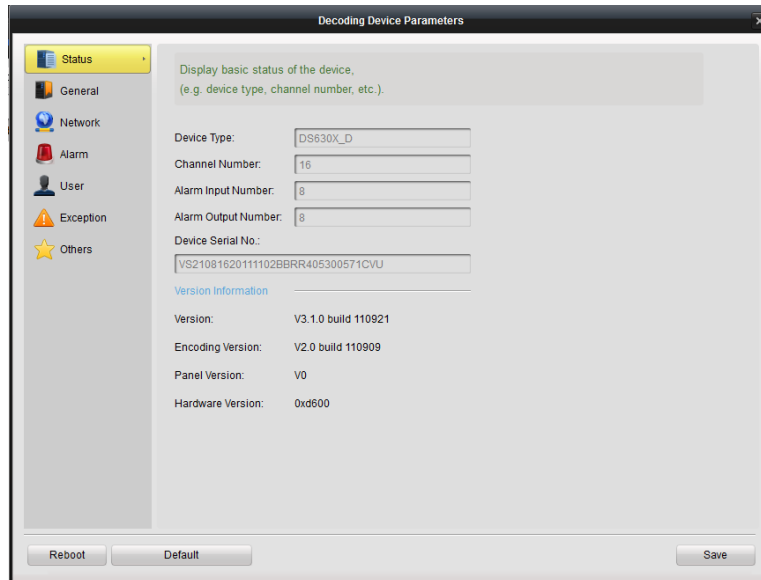 Decoding Device Parameters
Status
General
Network
Alarm
User
Exception
Others
Display basic status of the device,
(e.g. device type, channel number, etc.).
Device Type: DS630X_D
Channel Number: 16
Alarm Input Number: 8
Alarm Output Number: 8
Device Serial No.:
VS21081620111102BBRR405300571CVU
Version Information
Version: V3.1.0 build 110921
Encoding Version: V2.0 build 110909
Panel Version: V0
Hardware Version: 0xd600
Reboot Default Save